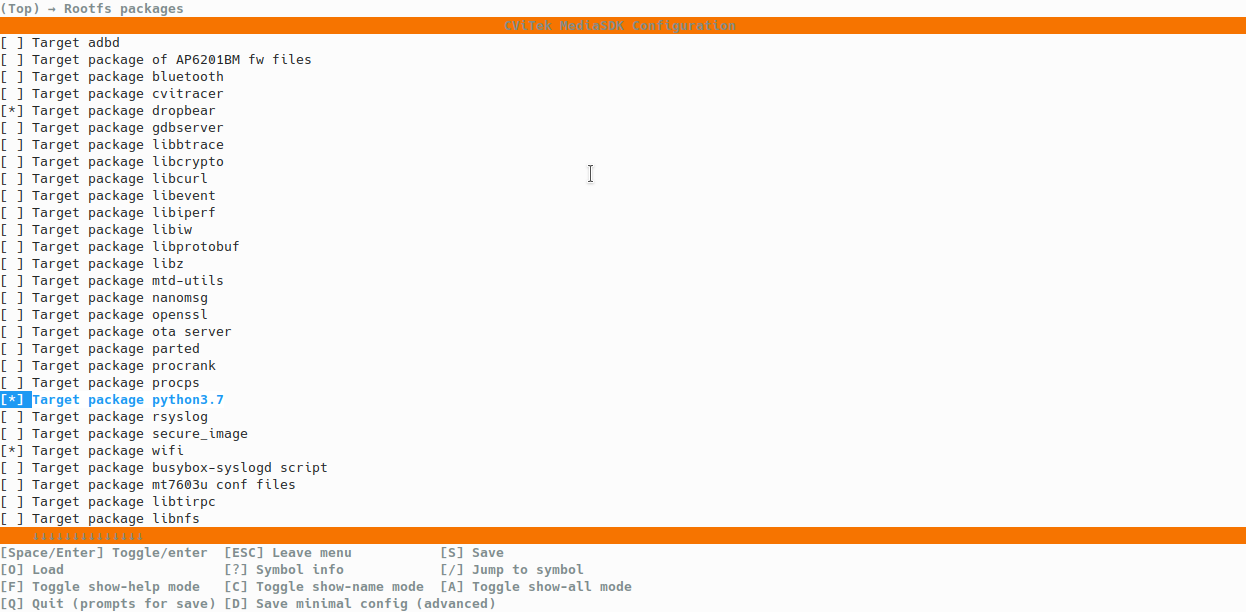 (Top) → Rootfs packages
CViTek MediaSDK Configuration
[ ] Target adbd
[ ] Target package of AP6201BM fw files
[ ] Target package bluetooth
[ ] Target package cvitracer
[*] Target package dropbear
[ ] Target package gdbserver
[ ] Target package libbtrace
[ ] Target package libcrypto
[ ] Target package libcurl
[ ] Target package libevent
[ ] Target package libiperf
[ ] Target package libiw
[ ] Target package libprotobuf
[ ] Target package libz
[ ] Target package mtd-utils
[ ] Target package nanomsg
[ ] Target package openssl
[ ] Target package ota server
[ ] Target package parted
[ ] Target package procrank
[ ] Target package procps
[*] Target package python3.7
[ ] Target package rsyslog
[ ] Target package secure_image
[*] Target package wifi
[ ] Target package busybox-syslogd script
[ ] Target package mt7603u conf files
[ ] Target package libtirpc
[ ] Target package libnfs
↓↓↓↓↓↓↓↓↓↓↓↓↓↓
[Space/Enter] Toggle/enter [ESC] Leave menu [S] Save
[O] Load [?] Symbol info [/] Jump to symbol
[F] Toggle show-help mode [C] Toggle show-name mode [A] Toggle show-all mode
[Q] Quit (prompts for save) [D] Save minimal config (advanced)